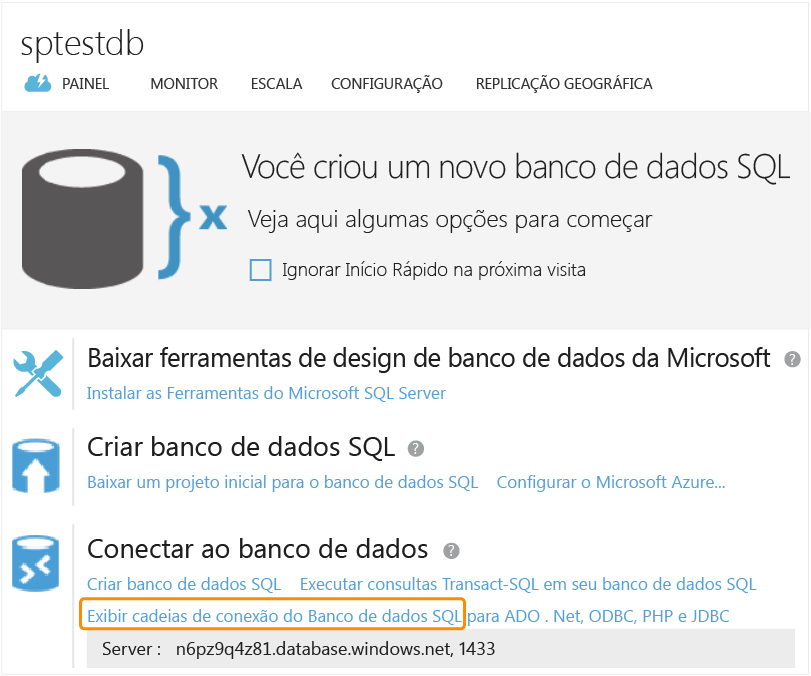 sptestdb
PAINEL MONITOR ESCALA CONFIGURAÇÃO REPLICAÇÃO GEOGRÁFICA
Você criou um novo banco de dados SQL
Veja aqui algumas opções para começar
Ignorar Início Rápido na próxima visita
Baixar ferramentas de design de banco de dados da Microsoft ?
Instalar as Ferramentas do Microsoft SQL Server
Criar banco de dados SQL ?
Baixar um projeto inicial para o banco de dados SQL Configurar o Microsoft Azure...
Conectar ao banco de dados ?
Criar banco de dados SQL Executar consultas Transact-SQL em seu banco de dados SQL
Exibir cadeias de conexão do Banco de dados SQL para ADO . Net, ODBC, PHP e JDBC
Server : n6pz9q4z81.database.windows.net, 1433